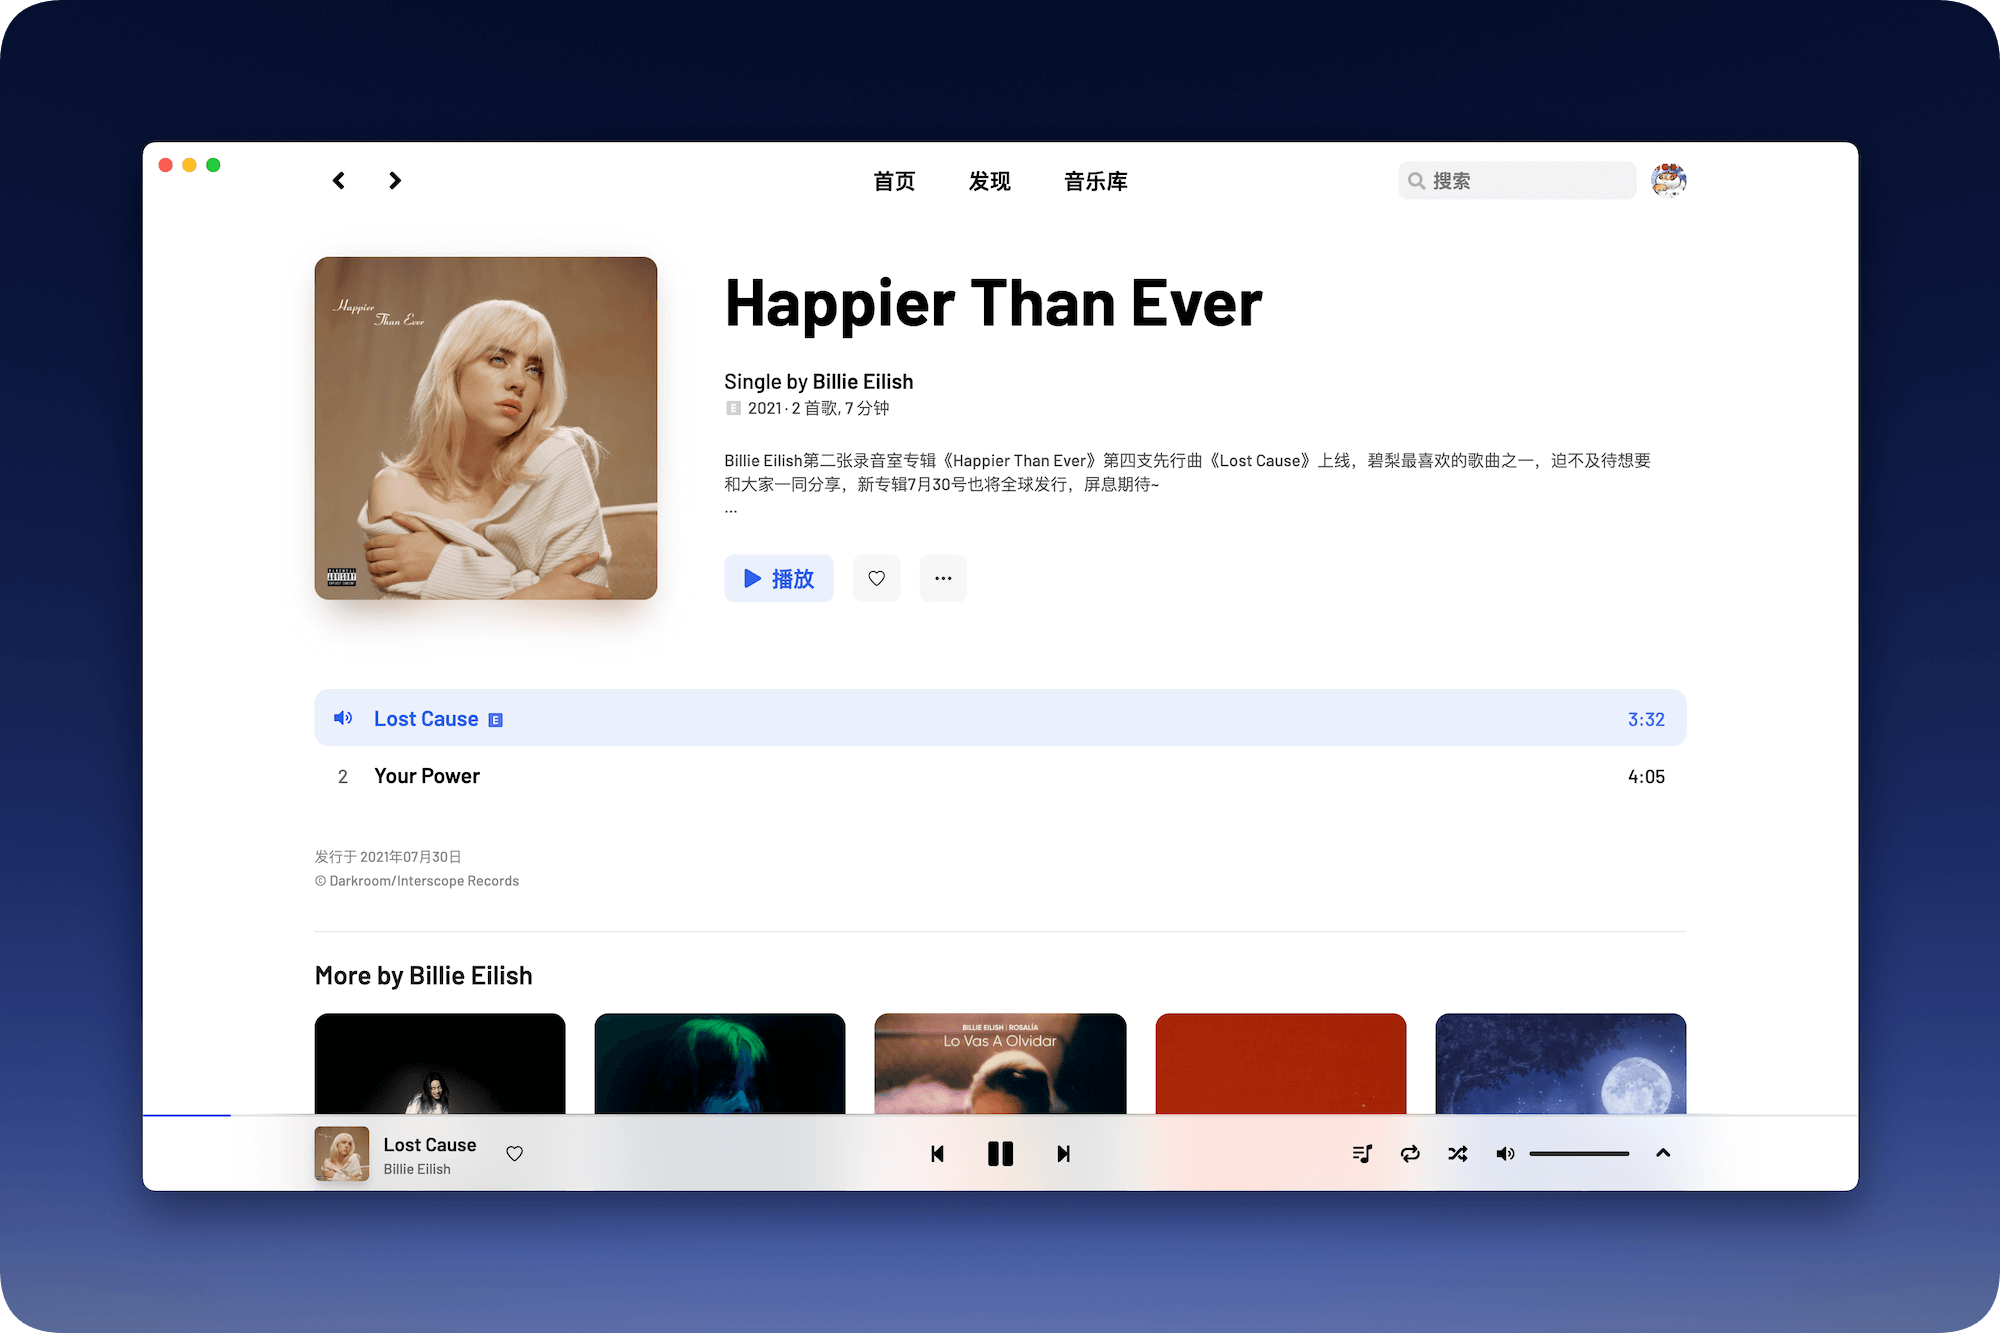 首页 发现 音乐库 搜索
Happier
Than Ever
PARENTAL
ADVISORY
EXPLICIT CONTENT
Happier Than Ever
Single by Billie Eilish
E 2021 · 2 首歌, 7 分钟
Billie Eilish第二张录音室专辑《Happier Than Ever》第四支先行曲《Lost Cause》上线，碧梨最喜欢的歌曲之一，迫不及待想要
和大家一同分享，新专辑7月30号也将全球发行，屏息期待~
...
播放
Lost Cause E 3:32
2 Your Power 4:05
发行于 2021年07月30日
© Darkroom/Interscope Records
More by Billie Eilish
BILLIE EILISH | ROSALÍA
Lo Vas A Olvidar
Lost Cause
Billie Eilish